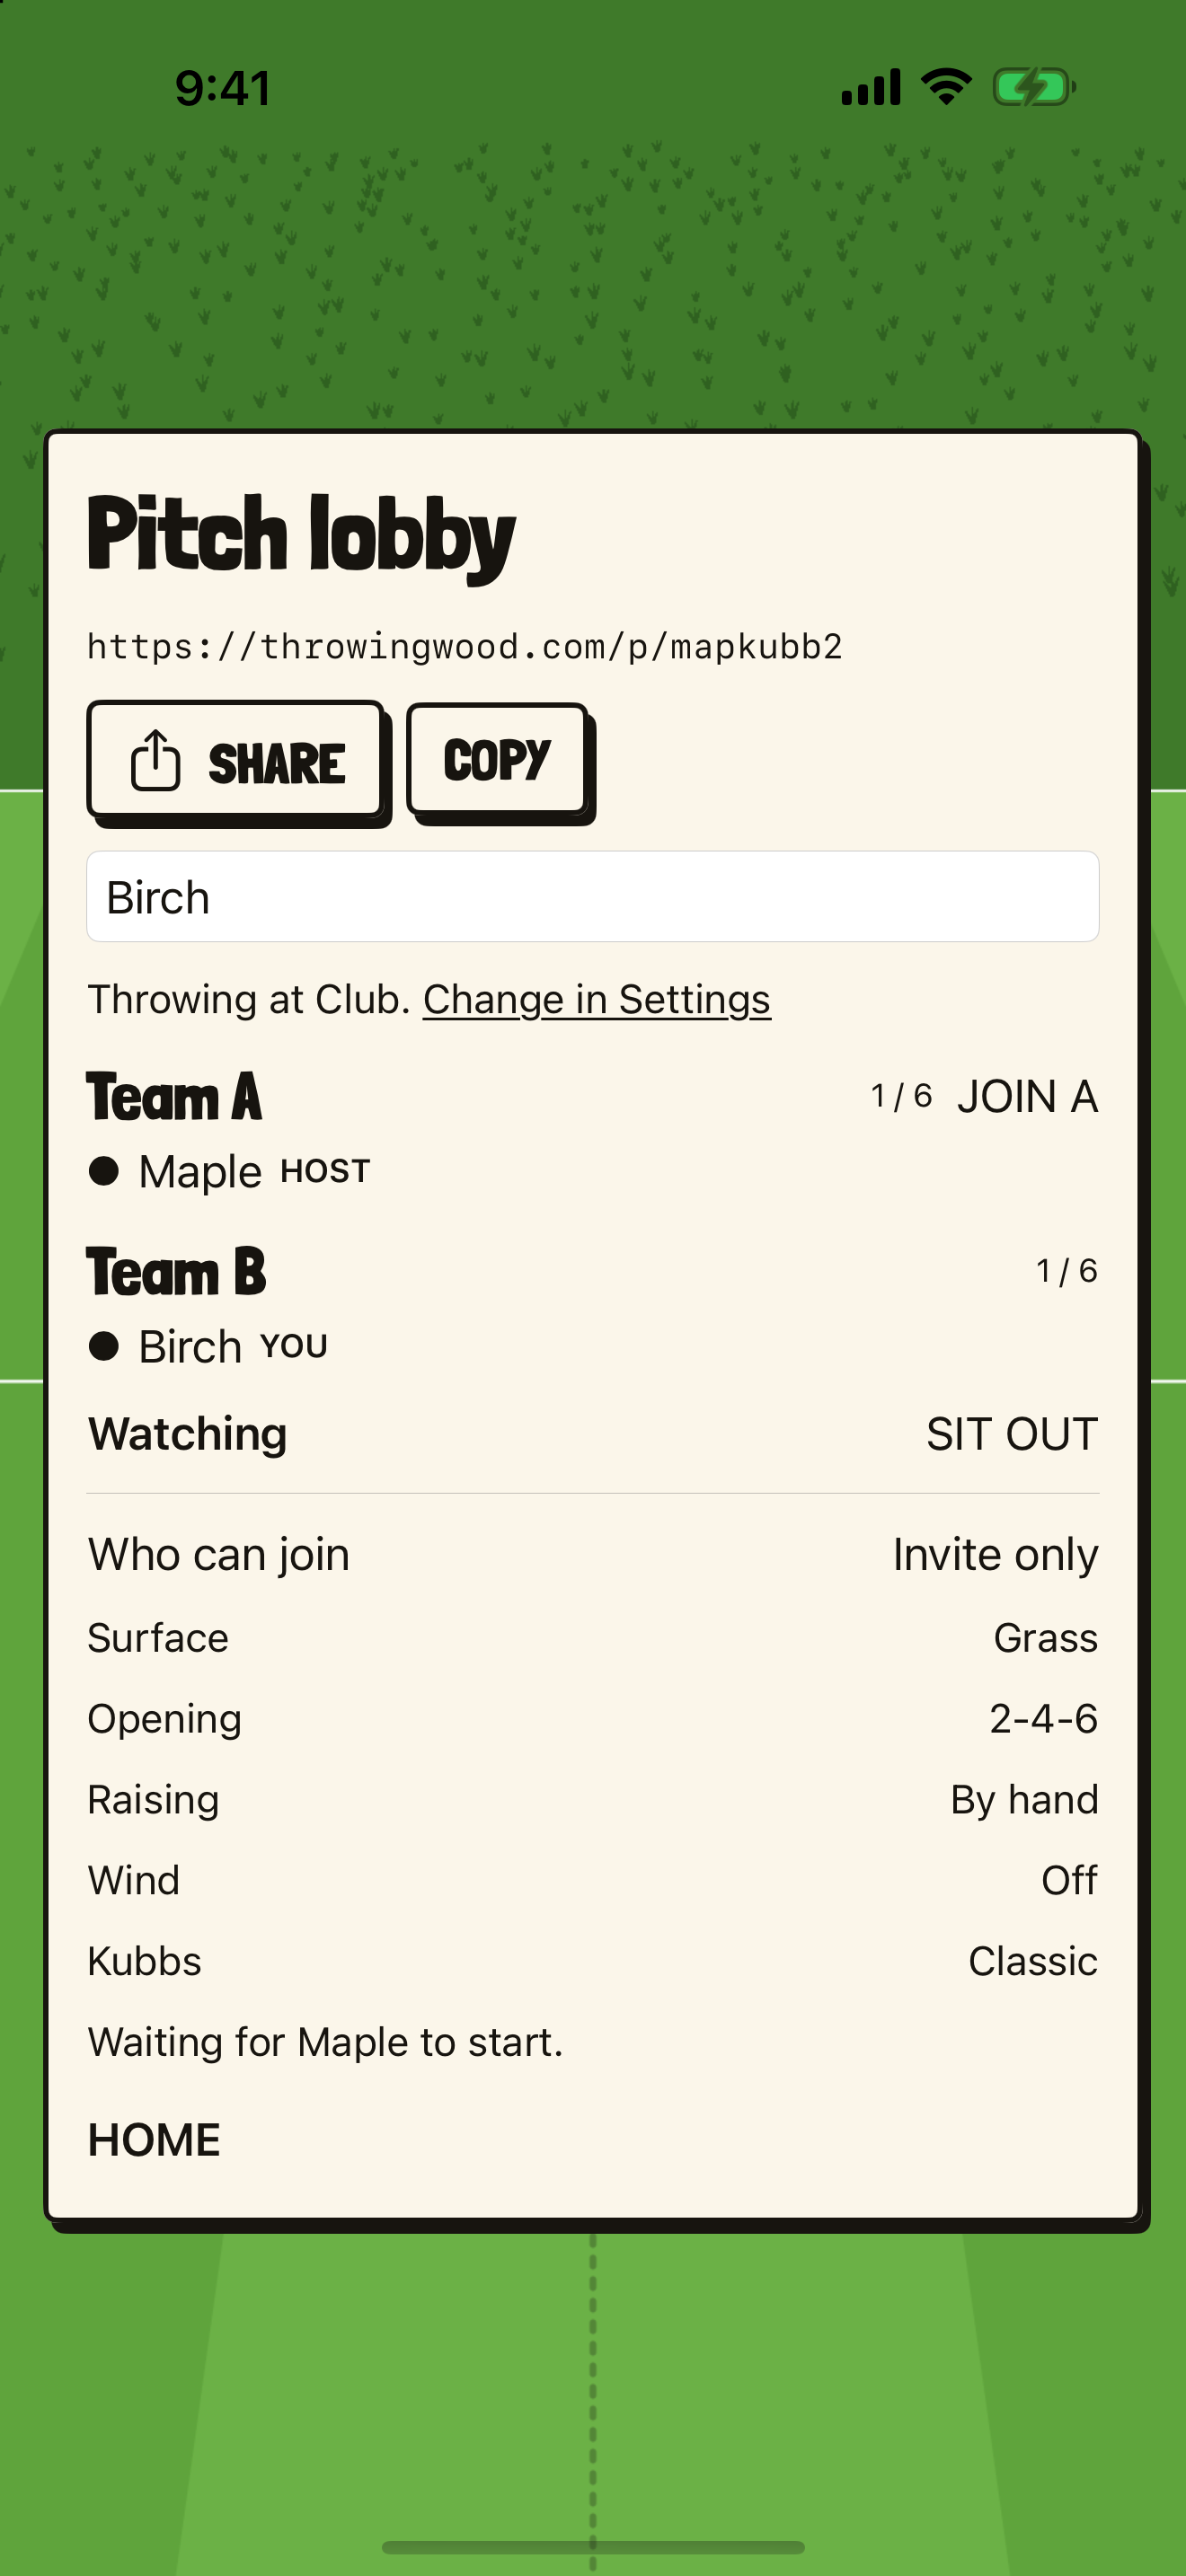 9:41
Pitch lobby
https://throwingwood.com/p/mapkubb2
SHARE COPY
Birch
Throwing at Club. Change in Settings
Team A 1 / 6 JOIN A
Maple HOST
Team B 1 / 6
Birch YOU
Watching SIT OUT
Who can join Invite only
Surface Grass
Opening 2-4-6
Raising By hand
Wind Off
Kubbs Classic
Waiting for Maple to start.
HOME